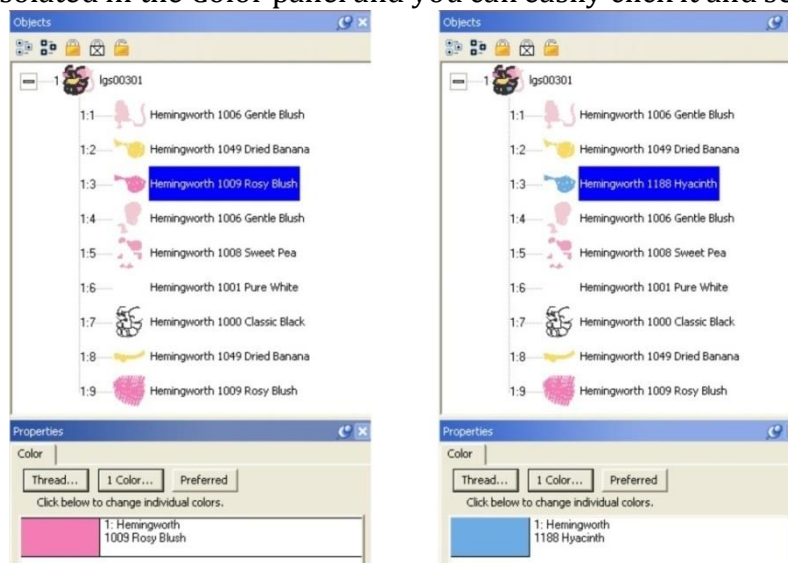 solated in the Color panel and you can easily click it and se
Objects
1 lgs00301
1:1 Hemingworth 1006 Gentle Blush
1:2 Hemingworth 1049 Dried Banana
1:3 Hemingworth 1009 Rosy Blush
1:4 Hemingworth 1006 Gentle Blush
1:5 Hemingworth 1008 Sweet Pea
1:6 Hemingworth 1001 Pure White
1:7 Hemingworth 1000 Classic Black
1:8 Hemingworth 1049 Dried Banana
1:9 Hemingworth 1009 Rosy Blush
Properties
Color
Thread... 1 Color... Preferred
Click below to change individual colors.
1: Hemingworth
1009 Rosy Blush
Objects
1 lgs00301
1:1 Hemingworth 1006 Gentle Blush
1:2 Hemingworth 1049 Dried Banana
1:3 Hemingworth 1188 Hyacinth
1:4 Hemingworth 1006 Gentle Blush
1:5 Hemingworth 1008 Sweet Pea
1:6 Hemingworth 1001 Pure White
1:7 Hemingworth 1000 Classic Black
1:8 Hemingworth 1049 Dried Banana
1:9 Hemingworth 1009 Rosy Blush
Properties
Color
Thread... 1 Color... Preferred
Click below to change individual colors.
1: Hemingworth
1188 Hyacinth